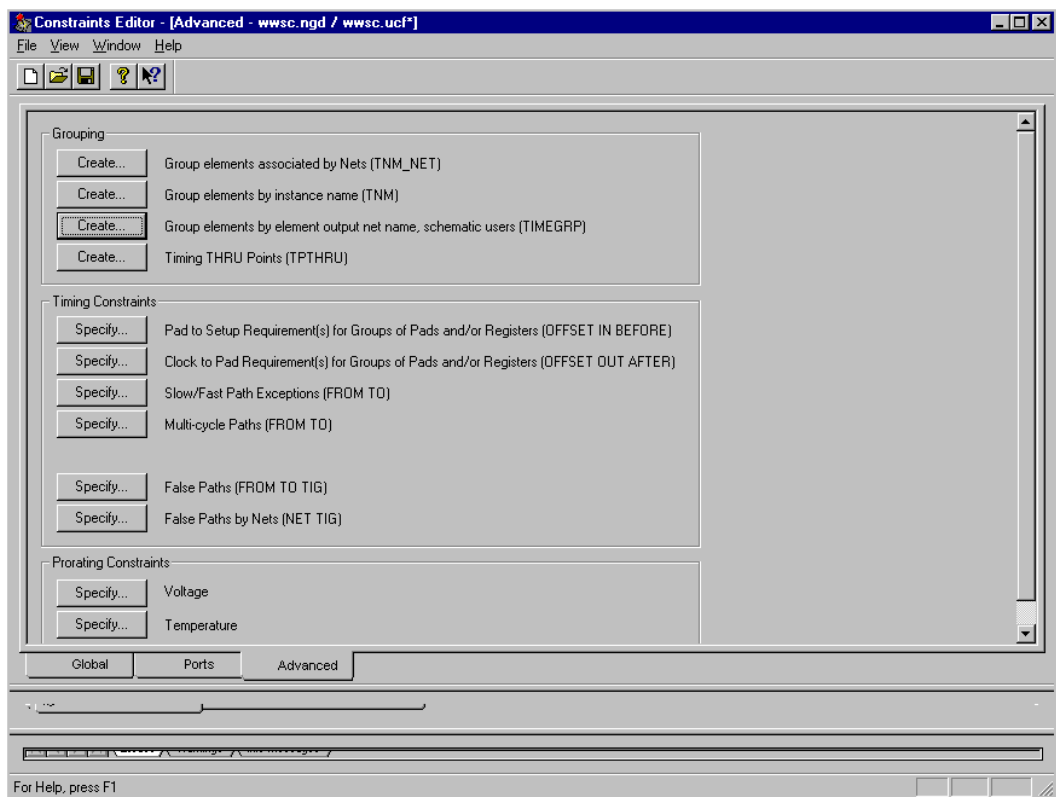 Constraints Editor - [Advanced - wwsc.ngd / wwsc.ucf*]
File View Window Help
Grouping
Create... Group elements associated by Nets (TNM_NET)
Create... Group elements by instance name (TNM)
Create... Group elements by element output net name, schematic users (TIMEGRP)
Create... Timing THRU Points (TPTHRU)
Timing Constraints
Specify... Pad to Setup Requirement(s) for Groups of Pads and/or Registers (OFFSET IN BEFORE)
Specify... Clock to Pad Requirement(s) for Groups of Pads and/or Registers (OFFSET OUT AFTER)
Specify... Slow/Fast Path Exceptions (FROM TO)
Specify... Multi-cycle Paths (FROM TO)
Specify... False Paths (FROM TO TIG)
Specify... False Paths by Nets (NET TIG)
Prorating Constraints
Specify... Voltage
Specify... Temperature
Global Ports Advanced
For Help, press F1